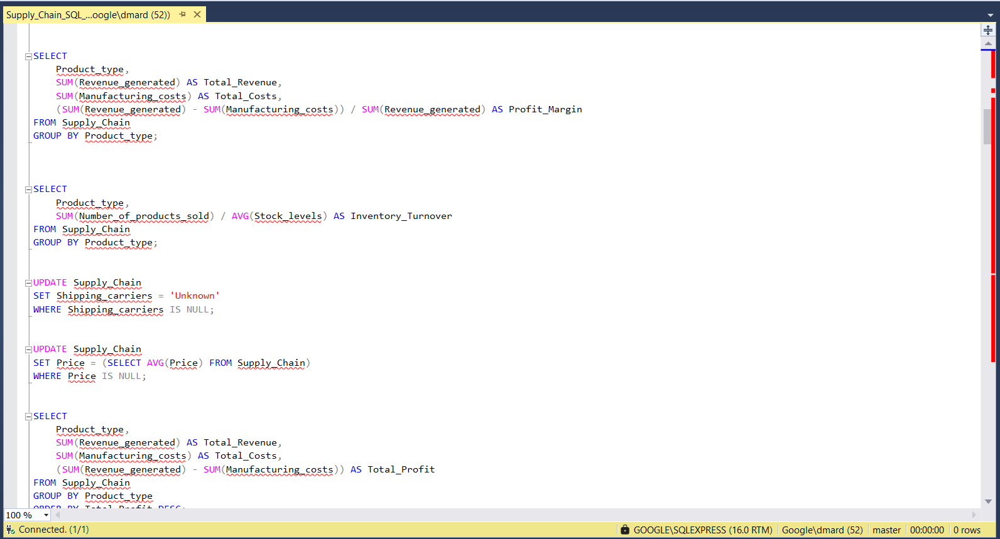 Supply_Chain_SQL_...oogle\dmard (52))
SELECT
Product_type,
SUM(Revenue_generated) AS Total_Revenue,
SUM(Manufacturing_costs) AS Total_Costs,
(SUM(Revenue_generated) - SUM(Manufacturing_costs)) / SUM(Revenue_generated) AS Profit_Margin
FROM Supply_Chain
GROUP BY Product_type;
SELECT
Product_type,
SUM(Number_of_products_sold) / AVG(Stock_levels) AS Inventory_Turnover
FROM Supply_Chain
GROUP BY Product_type;
UPDATE Supply_Chain
SET Shipping_carriers = 'Unknown'
WHERE Shipping_carriers IS NULL;
UPDATE Supply_Chain
SET Price = (SELECT AVG(Price) FROM Supply_Chain)
WHERE Price IS NULL;
SELECT
Product_type,
SUM(Revenue_generated) AS Total_Revenue,
SUM(Manufacturing_costs) AS Total_Costs,
(SUM(Revenue_generated) - SUM(Manufacturing_costs)) AS Total_Profit
FROM Supply_Chain
GROUP BY Product_type
ORDER BY Total_Profit DESC;
100 %
Connected. (1/1)
GOOGLE\SQLEXPRESS (16.0 RTM)
Google\dmard (52)
master
00:00:00
0 rows